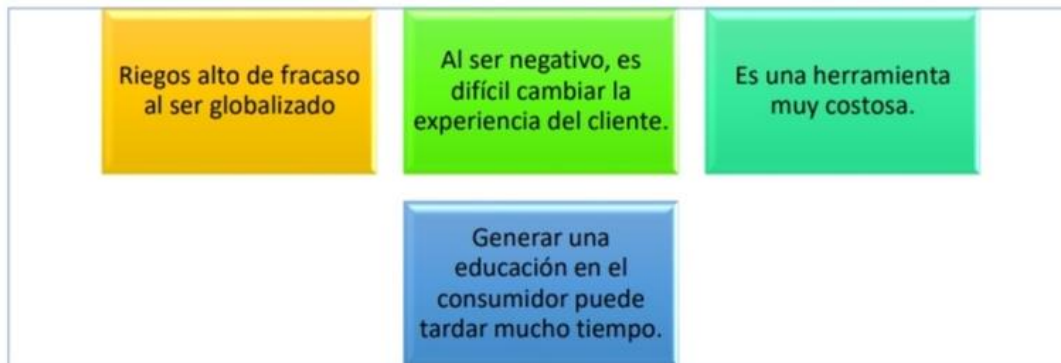 Riegos alto de fracaso
al ser globalizado
Al ser negativo, es
difícil cambiar la
experiencia del cliente.
Es una herramienta
muy costosa.
Generar una
educación en el
consumidor puede
tardar mucho tiempo.